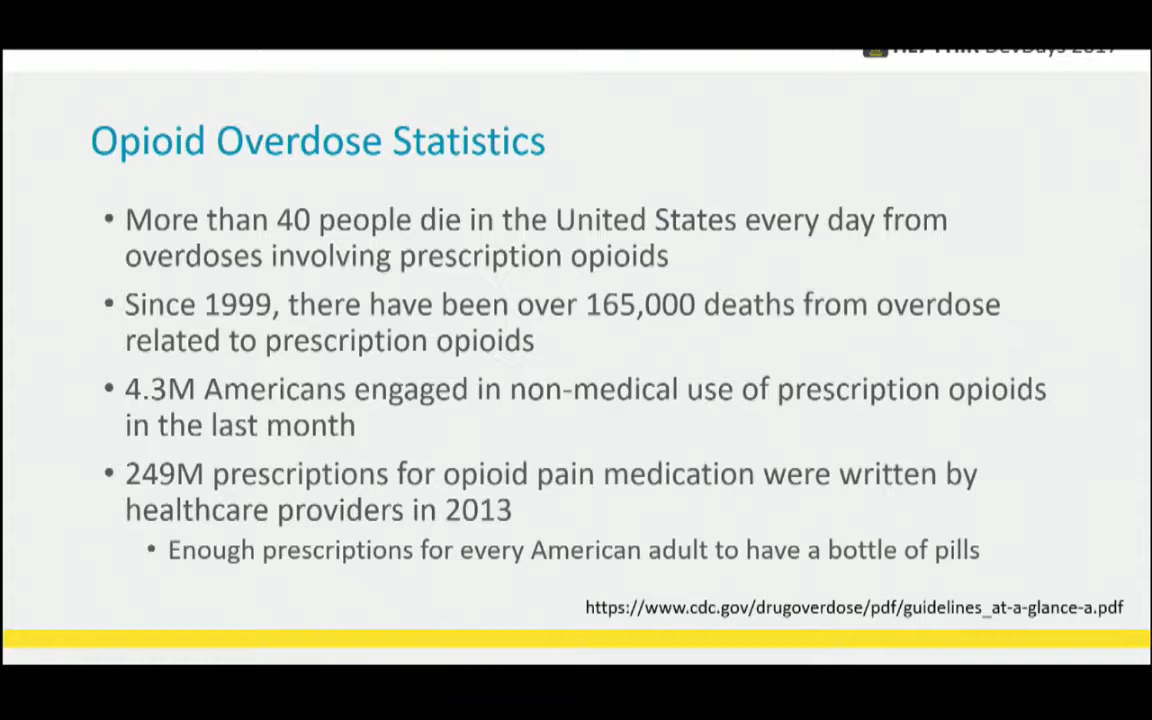 DevDays 2017
Opioid Overdose Statistics
• More than 40 people die in the United States every day from
overdoses involving prescription opioids
• Since 1999, there have been over 165,000 deaths from overdose
related to prescription opioids
• 4.3M Americans engaged in non-medical use of prescription opioids
in the last month
• 249M prescriptions for opioid pain medication were written by
healthcare providers in 2013
• Enough prescriptions for every American adult to have a bottle of pills
https://www.cdc.gov/drugoverdose/pdf/guidelines_at-a-glance-a.pdf